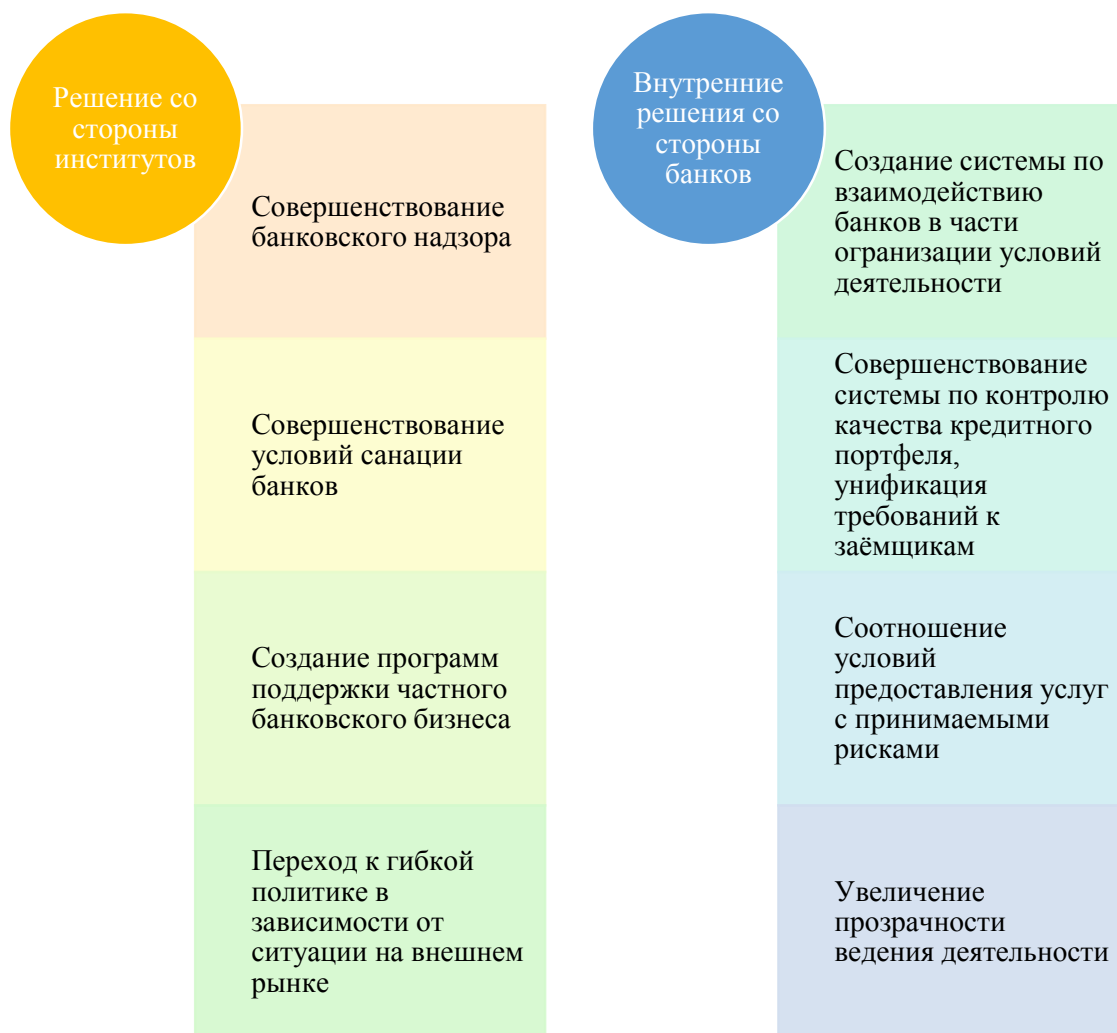 Решение со
стороны
институтов
Совершенствование
банковского надзора
Совершенствование
условий санации
банков
Создание программ
поддержки частного
банковского бизнеса
Переход к гибкой
политике в
зависимости от
ситуации на внешнем
рынке
Внутренние
решения со
стороны
банков
Создание системы по
взаимодействию
банков в части
огранизации условий
деятельности
Совершенствование
системы по контролю
качества кредитного
портфеля,
унификация
требований к
заёмщикам
Соотношение
условий
предоставления услуг
с принимаемыми
рисками
Увеличение
прозрачности
ведения деятельности